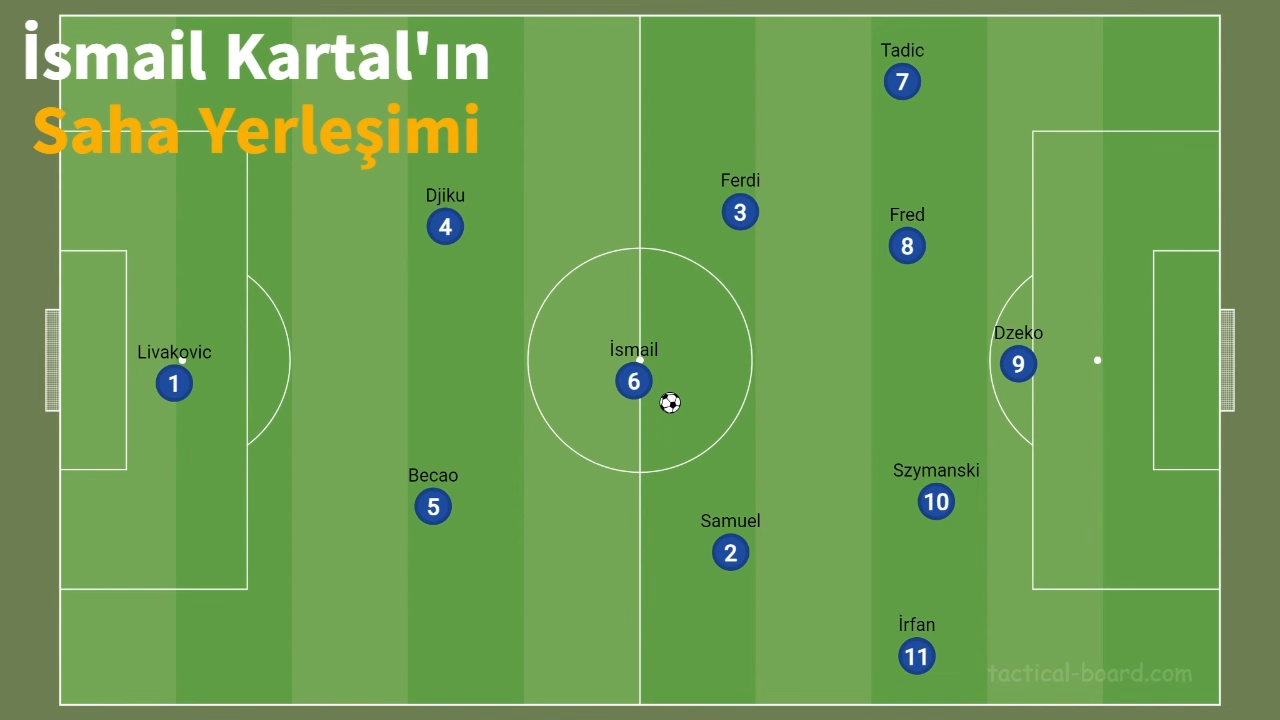 İsmail Kartal'ın
Saha Yerleşimi
Tadic
7
Ferdi
3
Djiku
4
Fred
8
Dzeko
9
İsmail
6
Livakovic
1
Szymanski
10
Becao
5
Samuel
2
İrfan
11
tactical-board.com